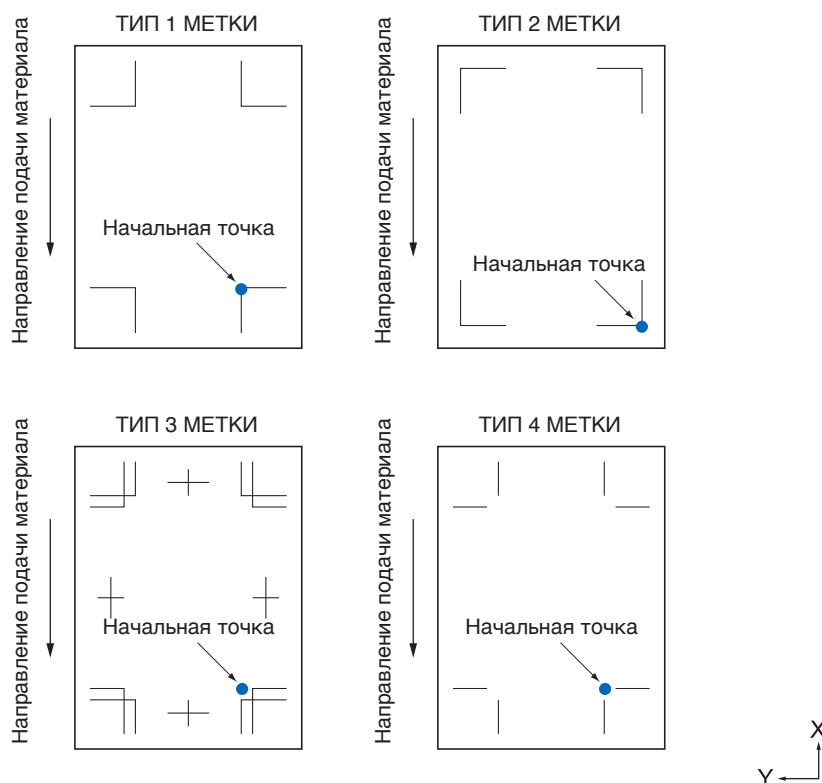 ТИП 1 МЕТКИ
Направление подачи материала
Начальная точка
ТИП 2 МЕТКИ
Направление подачи материала
Начальная точка
ТИП 3 МЕТКИ
Направление подачи материала
Начальная точка
ТИП 4 МЕТКИ
Направление подачи материала
Начальная точка
X
Y